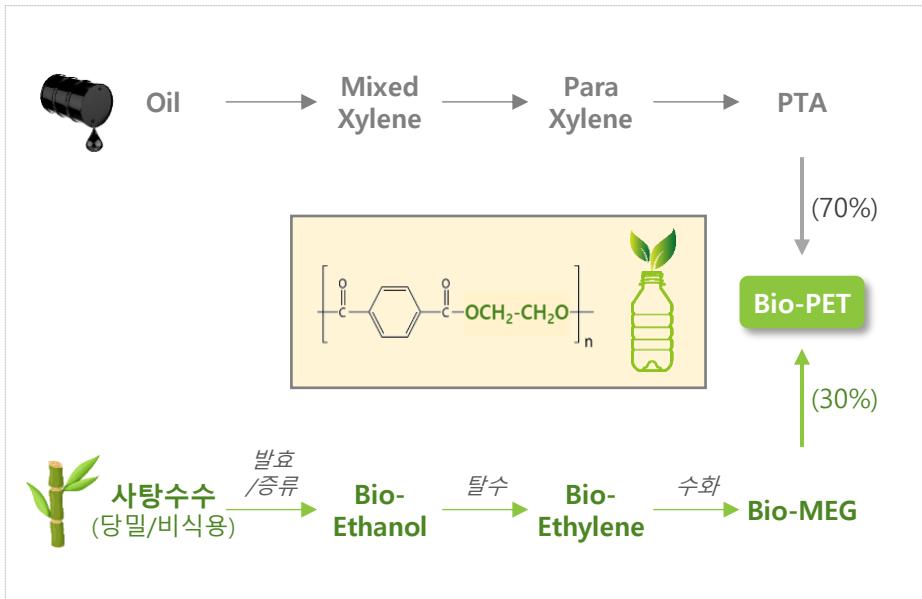 Oil
Mixed
Xylene
Para
Xylene
PTA
(70%)
O
C
O
C
OCH₂-CH₂O
n
Bio-PET
(30%)
사탕수수
(당밀/비식용)
발효
/증류
Bio-
Ethanol
탈수
Bio-
Ethylene
수화
Bio-MEG